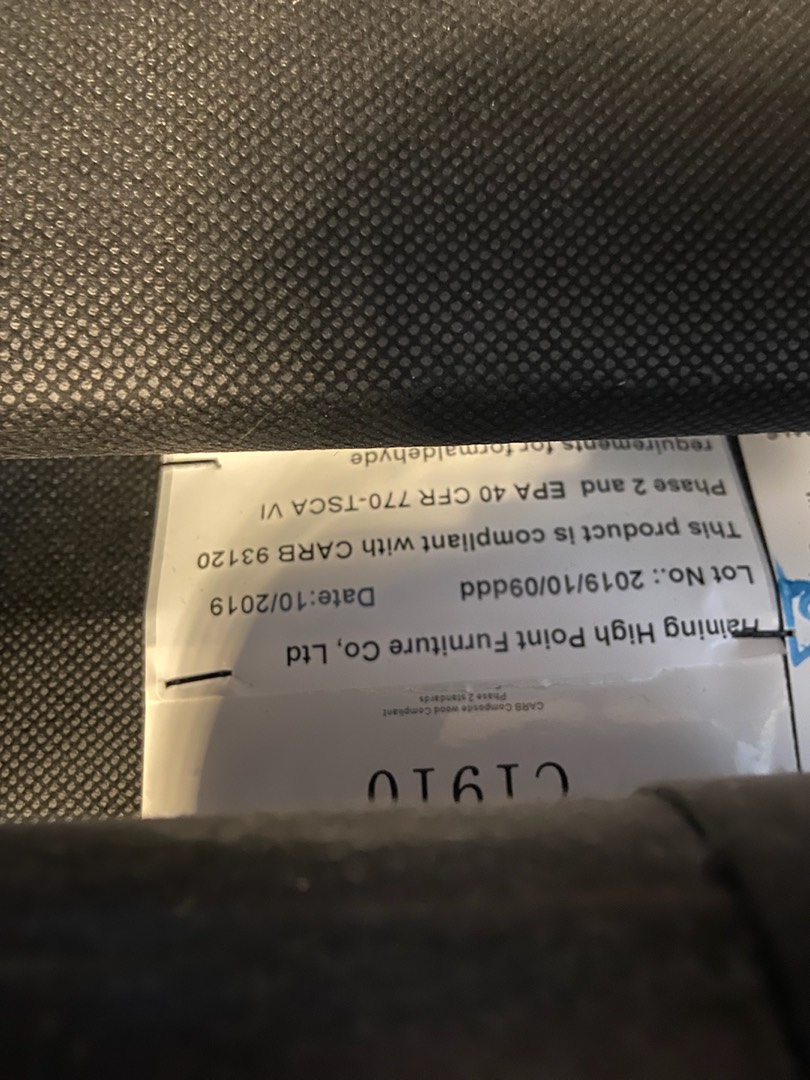 C1910
CARB Composde wood Compliant
Phase 2 standards
Haining High Point Furniture Co, Ltd
Lot No.: 2019/10/09ddd Date:10/2019
This product is compliant with CARB 93120
Phase 2 and EPA 40 CFR 770-TSCA VI
requirements for formaldehyde